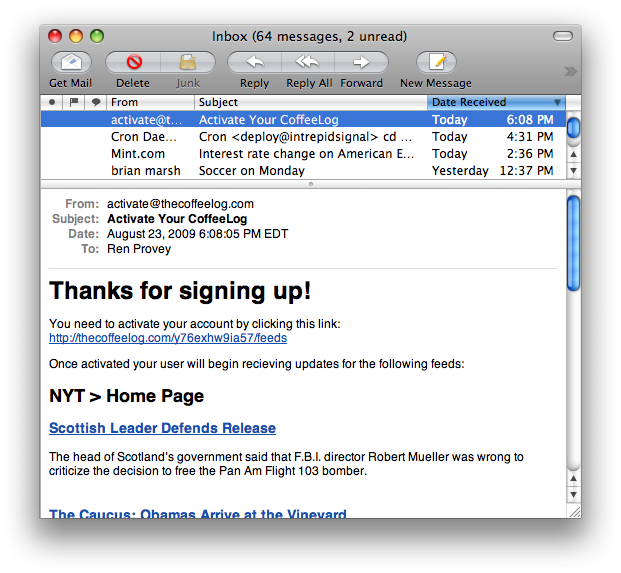 Inbox (64 messages, 2 unread)
Get Mail Delete Junk Reply Reply All Forward New Message
From Subject Date Received
activate@t... Activate Your CoffeeLog Today 6:08 PM
Cron Dae... Cron <deploy@intrepidsignal> cd ... Today 4:31 PM
Mint.com Interest rate change on American E... Today 2:36 PM
brian marsh Soccer on Monday Yesterday 12:37 PM
From: activate@thecoffeelog.com
Subject: Activate Your CoffeeLog
Date: August 23, 2009 6:08:05 PM EDT
To: Ren Provey
Thanks for signing up!
You need to activate your account by clicking this link:
http://thecoffeelog.com/y76exhw9ia57/feeds
Once activated your user will begin recieving updates for the following feeds:
NYT > Home Page
Scottish Leader Defends Release
The head of Scotland's government said that F.B.I. director Robert Mueller was wrong to
criticize the decision to free the Pan Am Flight 103 bomber.
The Caucus: Obamas Arrive at the Vineyard